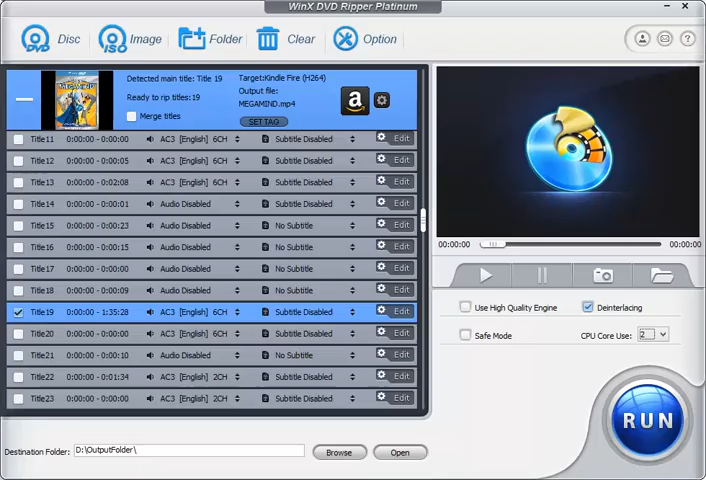 WinX DVD Ripper Platinum
DVD Disc ISO Image Folder Clear Option
MEGAMIND
Detected main title: Title 19
Ready to rip titles:19
Merge titles
Target:Kindle Fire (H264)
Output file:
MEGAMIND.mp4
SET TAG
a
Title11 0:00:00 - 0:00:00 AC3 [English] 6CH Subtitle Disabled Edit
Title12 0:00:00 - 0:00:05 AC3 [English] 6CH Subtitle Disabled Edit
Title13 0:00:00 - 0:02:08 AC3 [English] 6CH Subtitle Disabled Edit
Title14 0:00:00 - 0:00:01 Audio Disabled Subtitle Disabled Edit
Title15 0:00:00 - 0:00:23 Audio Disabled No Subtitle Edit
Title16 0:00:00 - 0:00:15 Audio Disabled No Subtitle Edit
Title17 0:00:00 - 0:00:00 Audio Disabled No Subtitle Edit
Title18 0:00:00 - 0:00:09 Audio Disabled No Subtitle Edit
Title19 0:00:00 - 1:35:28 AC3 [English] 6CH Subtitle Disabled Edit
Title20 0:00:00 - 0:00:00 AC3 [English] 6CH Subtitle Disabled Edit
Title21 0:00:00 - 0:00:10 Audio Disabled No Subtitle Edit
Title22 0:00:00 - 0:01:34 AC3 [English] 2CH Subtitle Disabled Edit
Title23 0:00:00 - 0:00:00 AC3 [English] 2CH Subtitle Disabled Edit
00:00:00 00:00:00
Use High Quality Engine Deinterlacing
Safe Mode CPU Core Use: 2
RUN
Destination Folder: D:\OutputFolder\ Browse Open